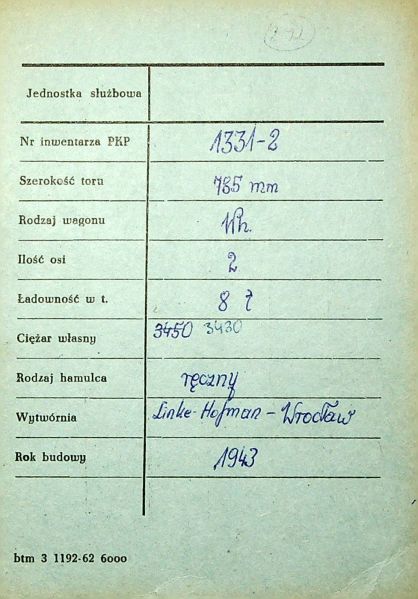 Jednostka służbowa
Nr inwentarza PKP 1331-2
Szerokość toru 785 mm
Rodzaj wagonu Wh.
Ilość osi 2
Ładowność w t. 8 t
Ciężar własny 3450 3430
Rodzaj hamulca ręczny
Wytwórnia Linke-Hofman - Wrocław
Rok budowy 1943
btm 3 1192-62 6000